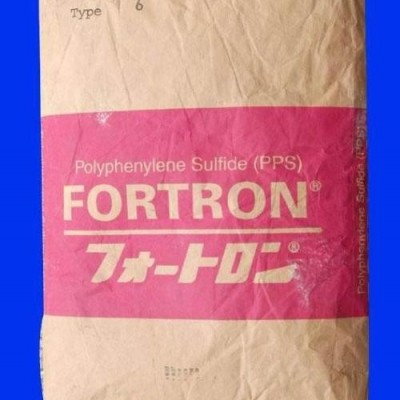 Type 6
Polyphenylene Sulfide (PPS)
FORTRON®
フォートロン®
Polyphenylene Sulfide (PPS)